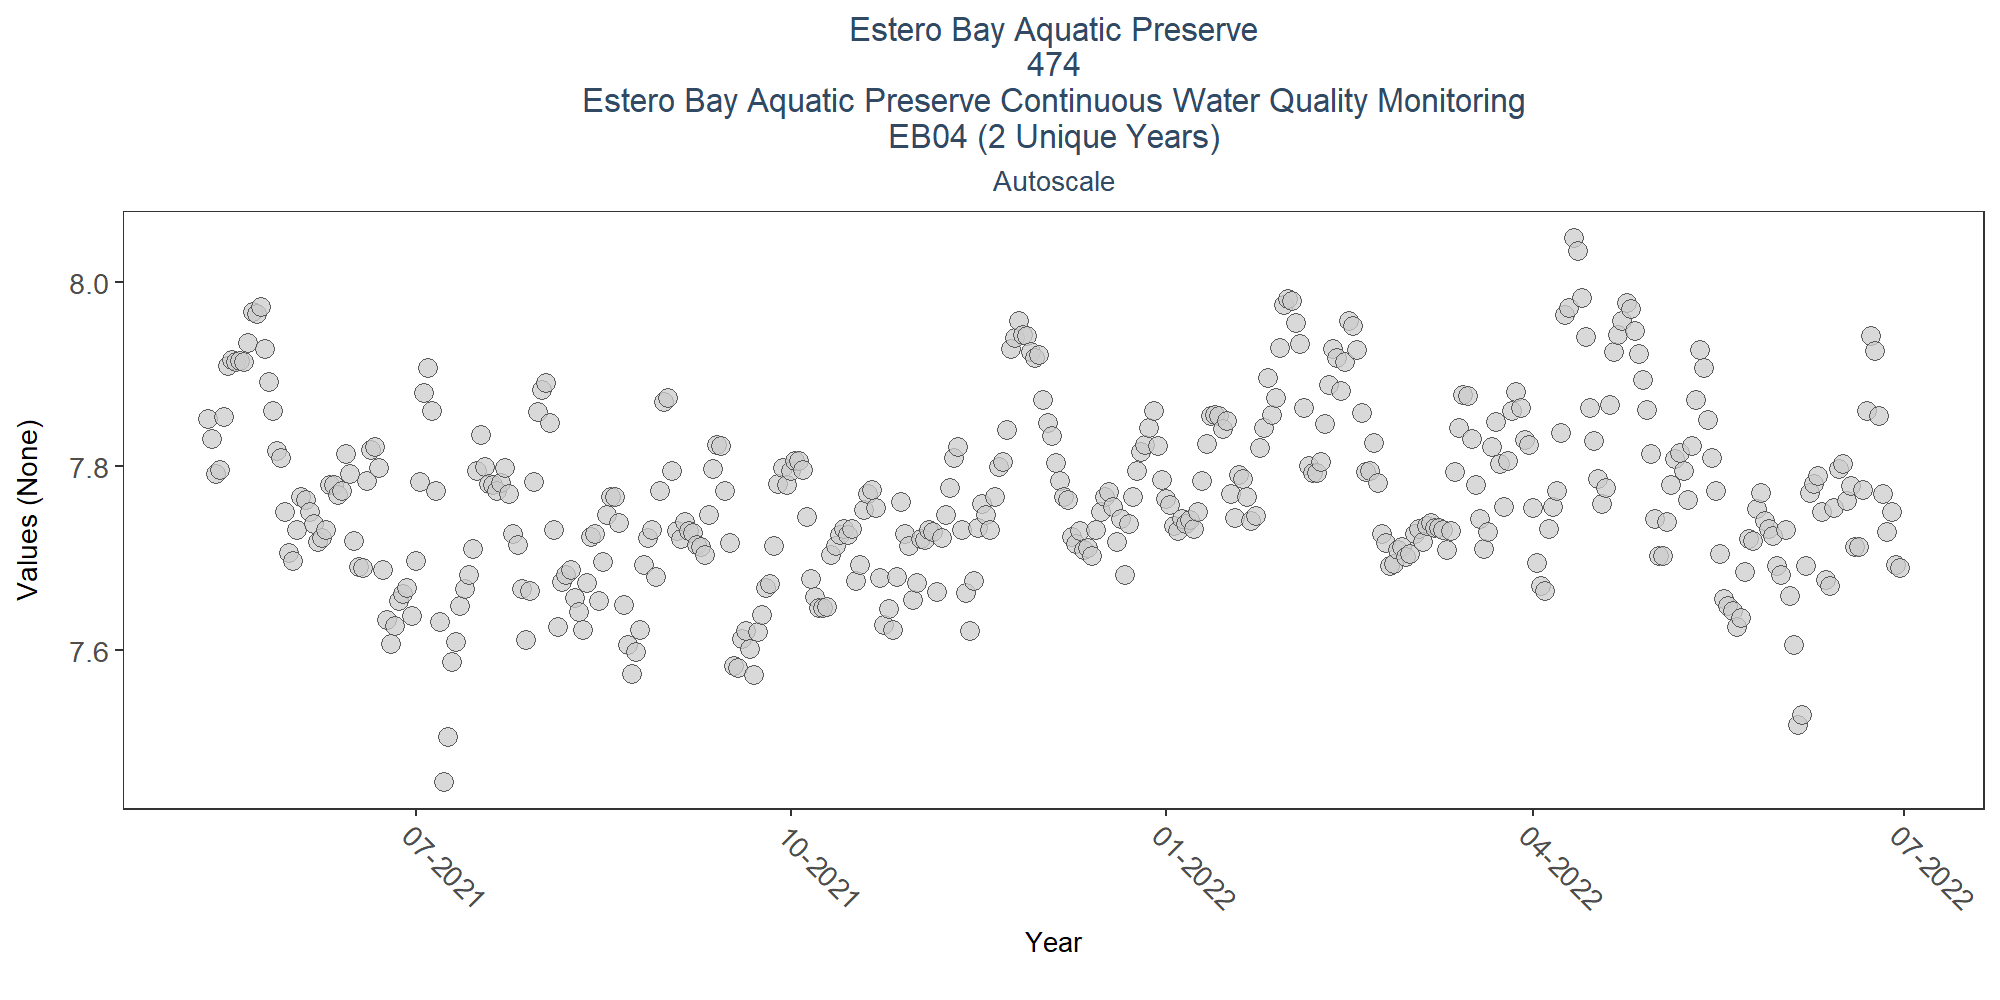 Estero Bay Aquatic Preserve
474
Estero Bay Aquatic Preserve Continuous Water Quality Monitoring
EB04 (2 Unique Years)
Autoscale
Values (None)
8.0
7.8
7.6
07-2021
10-2021
01-2022
04-2022
07-2022
Year